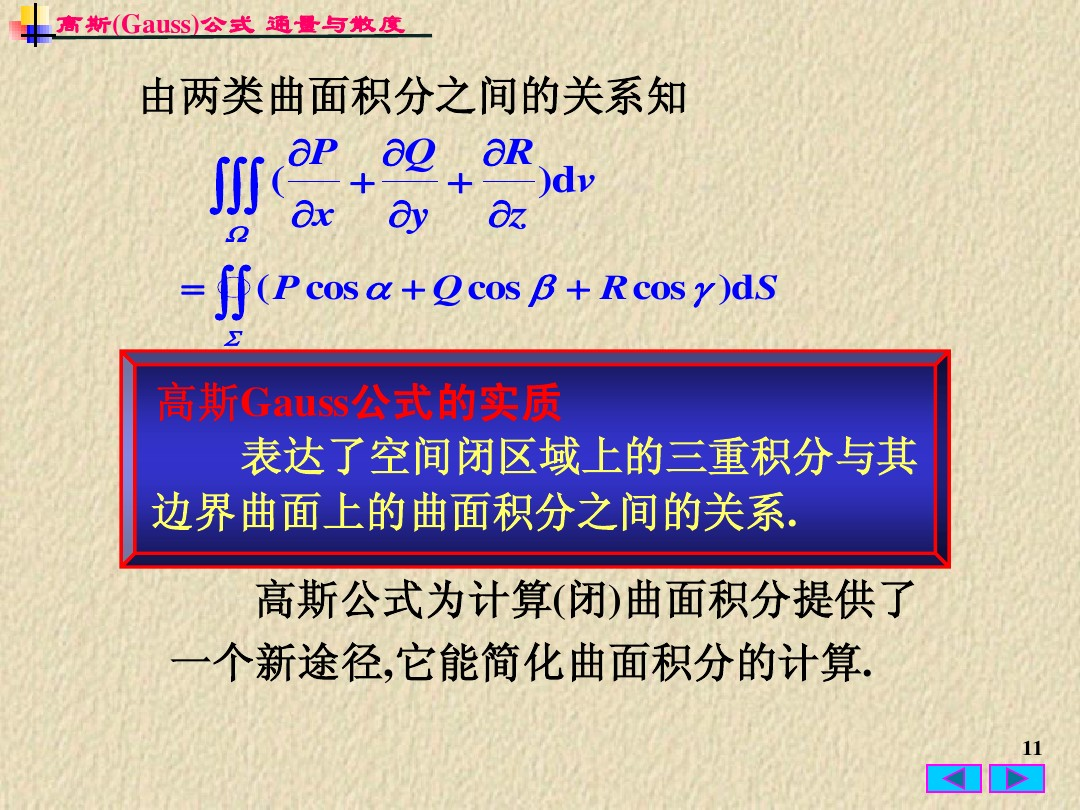 高斯(Gauss)公式 通量与散度
由两类曲面积分之间的关系知
∭_Ω (∂P/∂x + ∂Q/∂y + ∂R/∂z)dv
= ∯_Σ (P cos α + Q cos β + R cos γ)dS
高斯Gauss公式的实质
表达了空间闭区域上的三重积分与其
边界曲面上的曲面积分之间的关系.
高斯公式为计算(闭)曲面积分提供了
一个新途径,它能简化曲面积分的计算.
11